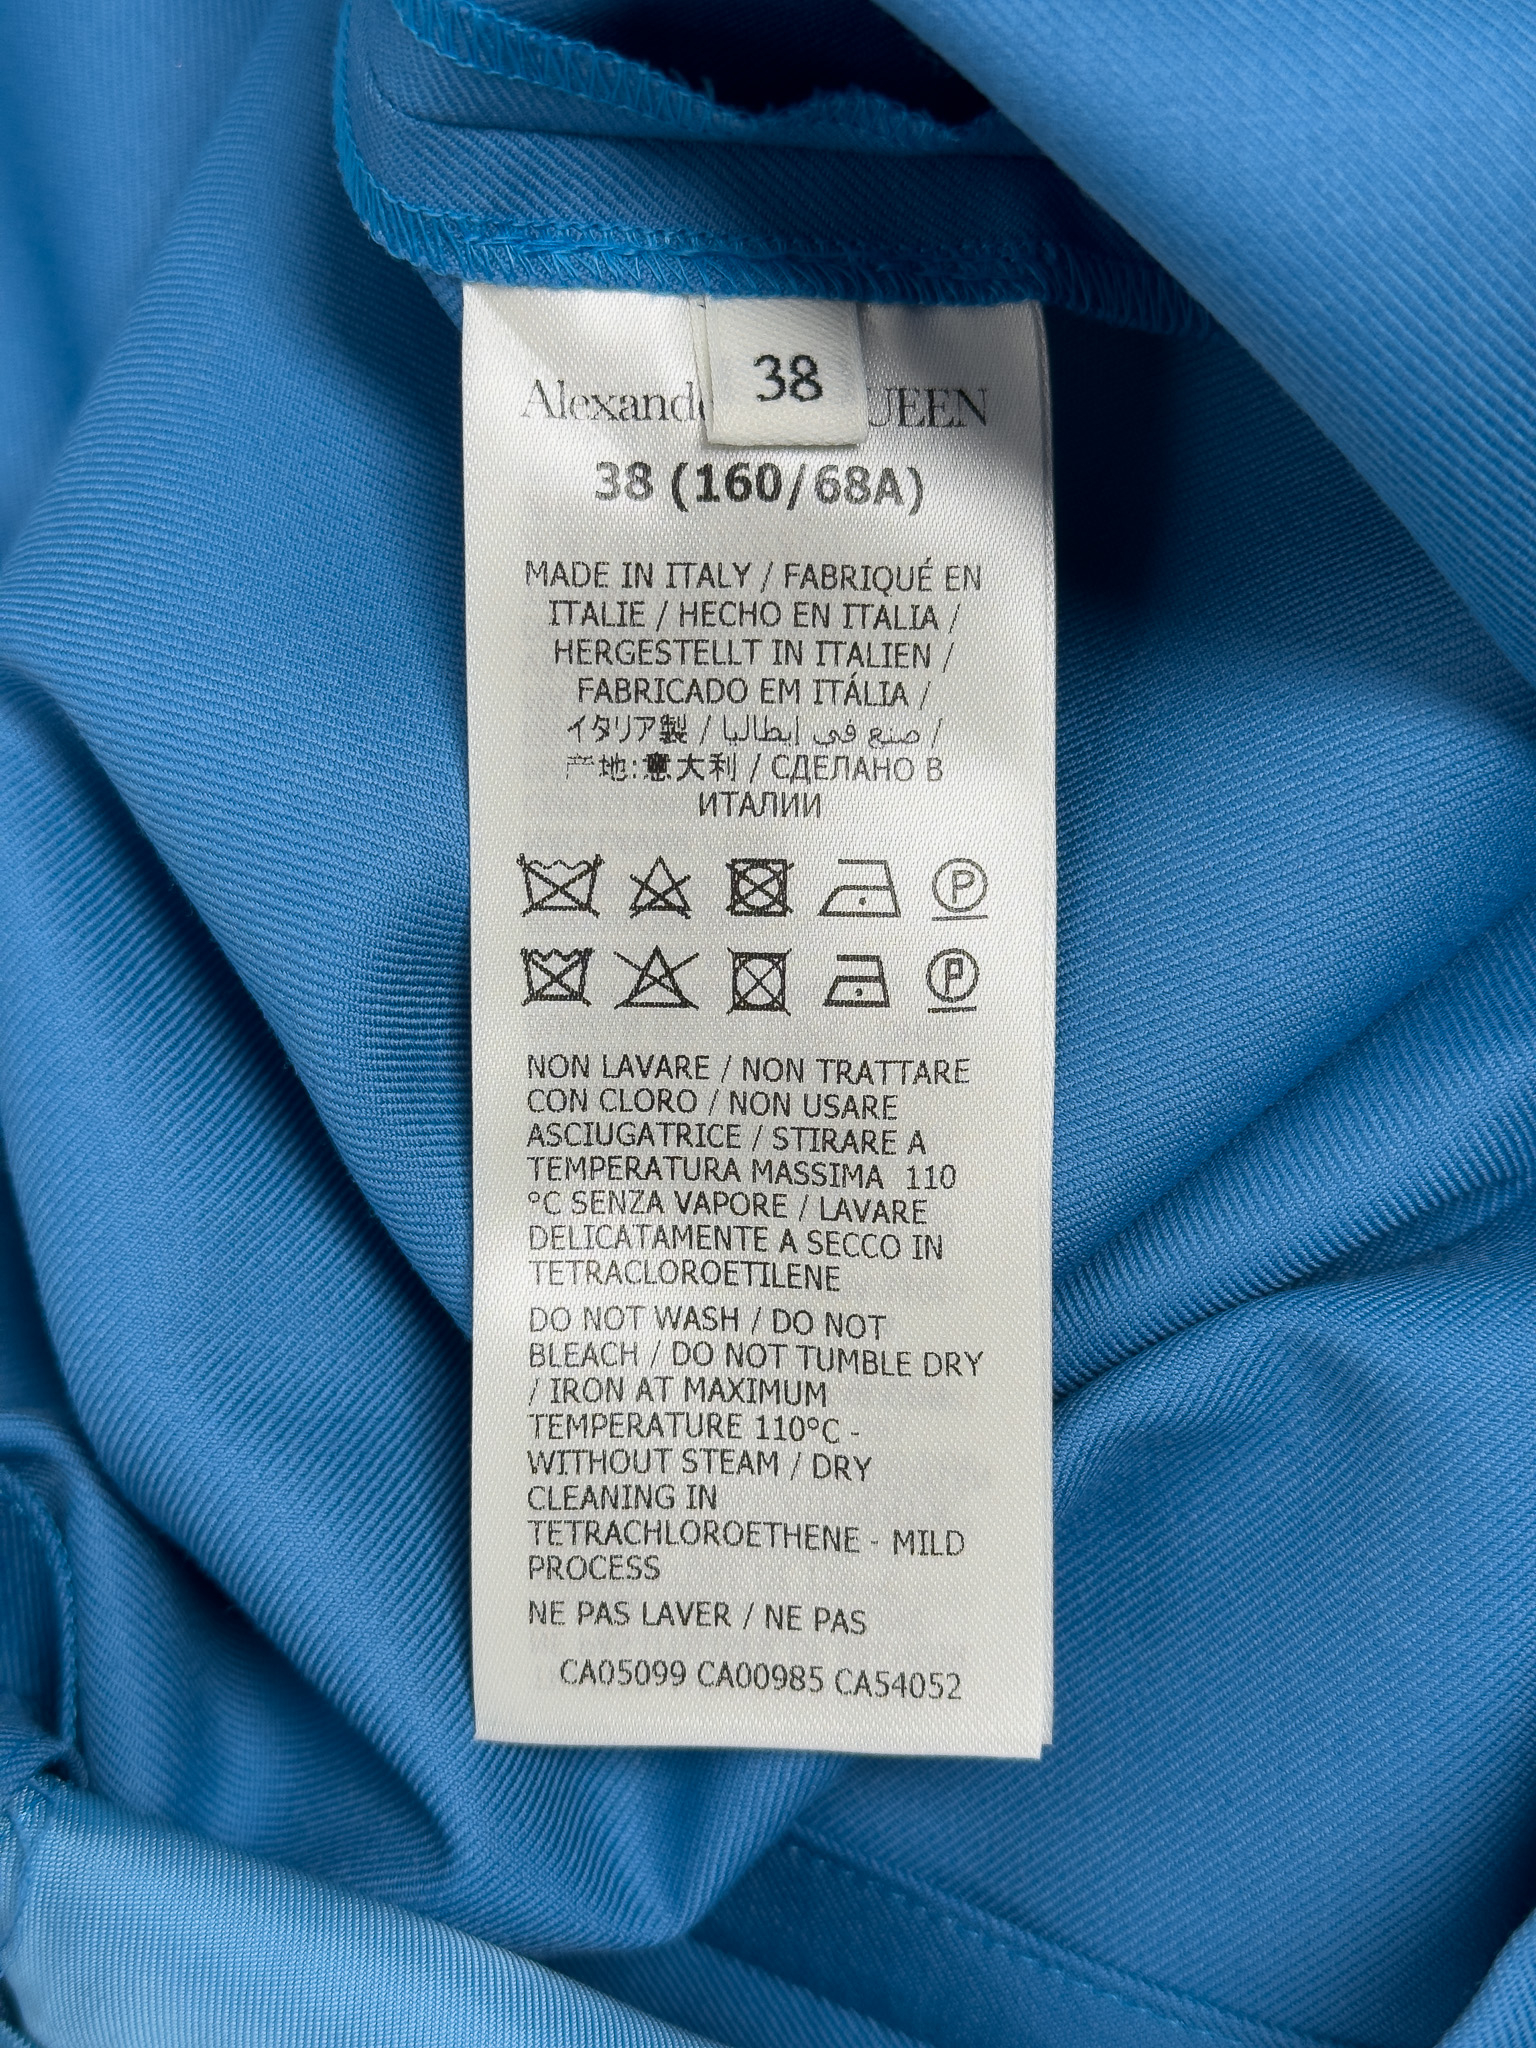 38
Alexand UEEN
38 (160/68A)
MADE IN ITALY / FABRIQUÉ EN
ITALIE / HECHO EN ITALIA /
HERGESTELLT IN ITALIEN /
FABRICADO EM ITÁLIA /
イタリア製 / صنع في إيطاليا /
产地:意大利 / СДЕЛАНО В
ИТАЛИИ
P
P
NON LAVARE / NON TRATTARE
CON CLORO / NON USARE
ASCIUGATRICE / STIRARE A
TEMPERATURA MASSIMA 110
°C SENZA VAPORE / LAVARE
DELICATAMENTE A SECCO IN
TETRACLOROETILENE
DO NOT WASH / DO NOT
BLEACH / DO NOT TUMBLE DRY
/ IRON AT MAXIMUM
TEMPERATURE 110°C -
WITHOUT STEAM / DRY
CLEANING IN
TETRACHLOROETHENE - MILD
PROCESS
NE PAS LAVER / NE PAS
CA05099 CA00985 CA54052